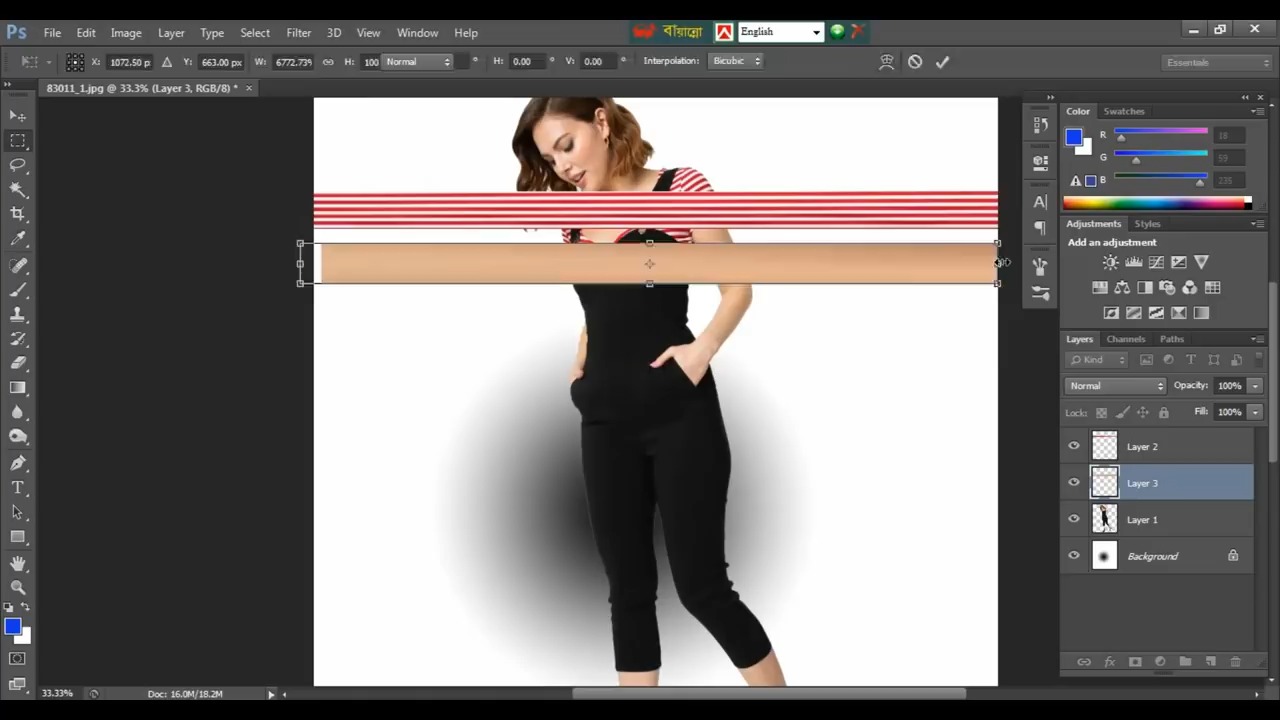 Ps File Edit Image Layer Type Select Filter 3D View Window Help বায়ান্নো English
X: 1072.50 p: Y: 663.00 px W: 6772.73% H: 100 Normal ° H: 0.00 ° V: 0.00 ° Interpolation: Bicubic Essentials
83011_1.jpg @ 33.3% (Layer 3, RGB/8) * ×
Color Swatches
R 18
G 59
B 235
Adjustments Styles
Add an adjustment
Layers Channels Paths
Kind
Normal Opacity: 100%
Lock: Fill: 100%
Layer 2
Layer 3
Layer 1
Background
33.33% Doc: 16.0M/18.2M